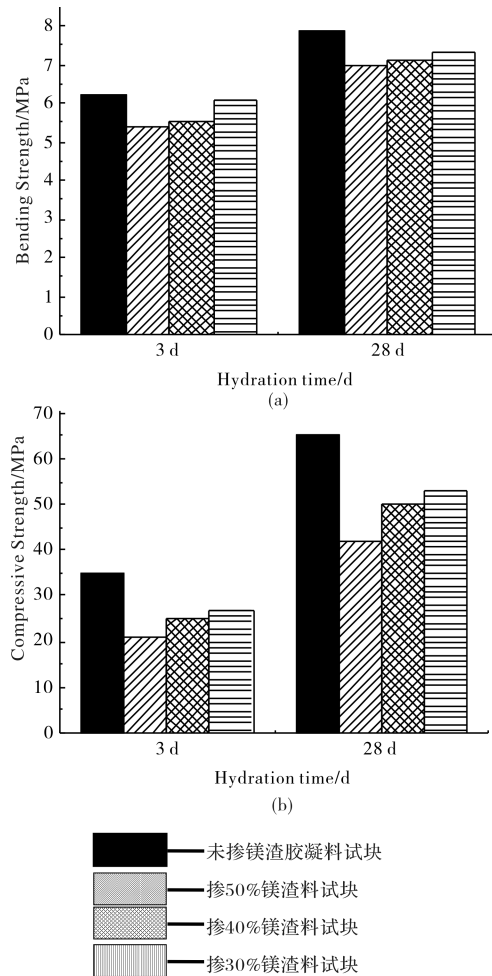 8
7
6
5
4
3
2
1
0
Bending Strength/MPa
3 d
28 d
Hydration time/d
(a)
70
60
50
40
30
20
10
0
Compressive Strength/MPa
3 d
28 d
Hydration time/d
(b)
未掺镁渣胶凝料试块
掺50%镁渣料试块
掺40%镁渣料试块
掺30%镁渣料试块